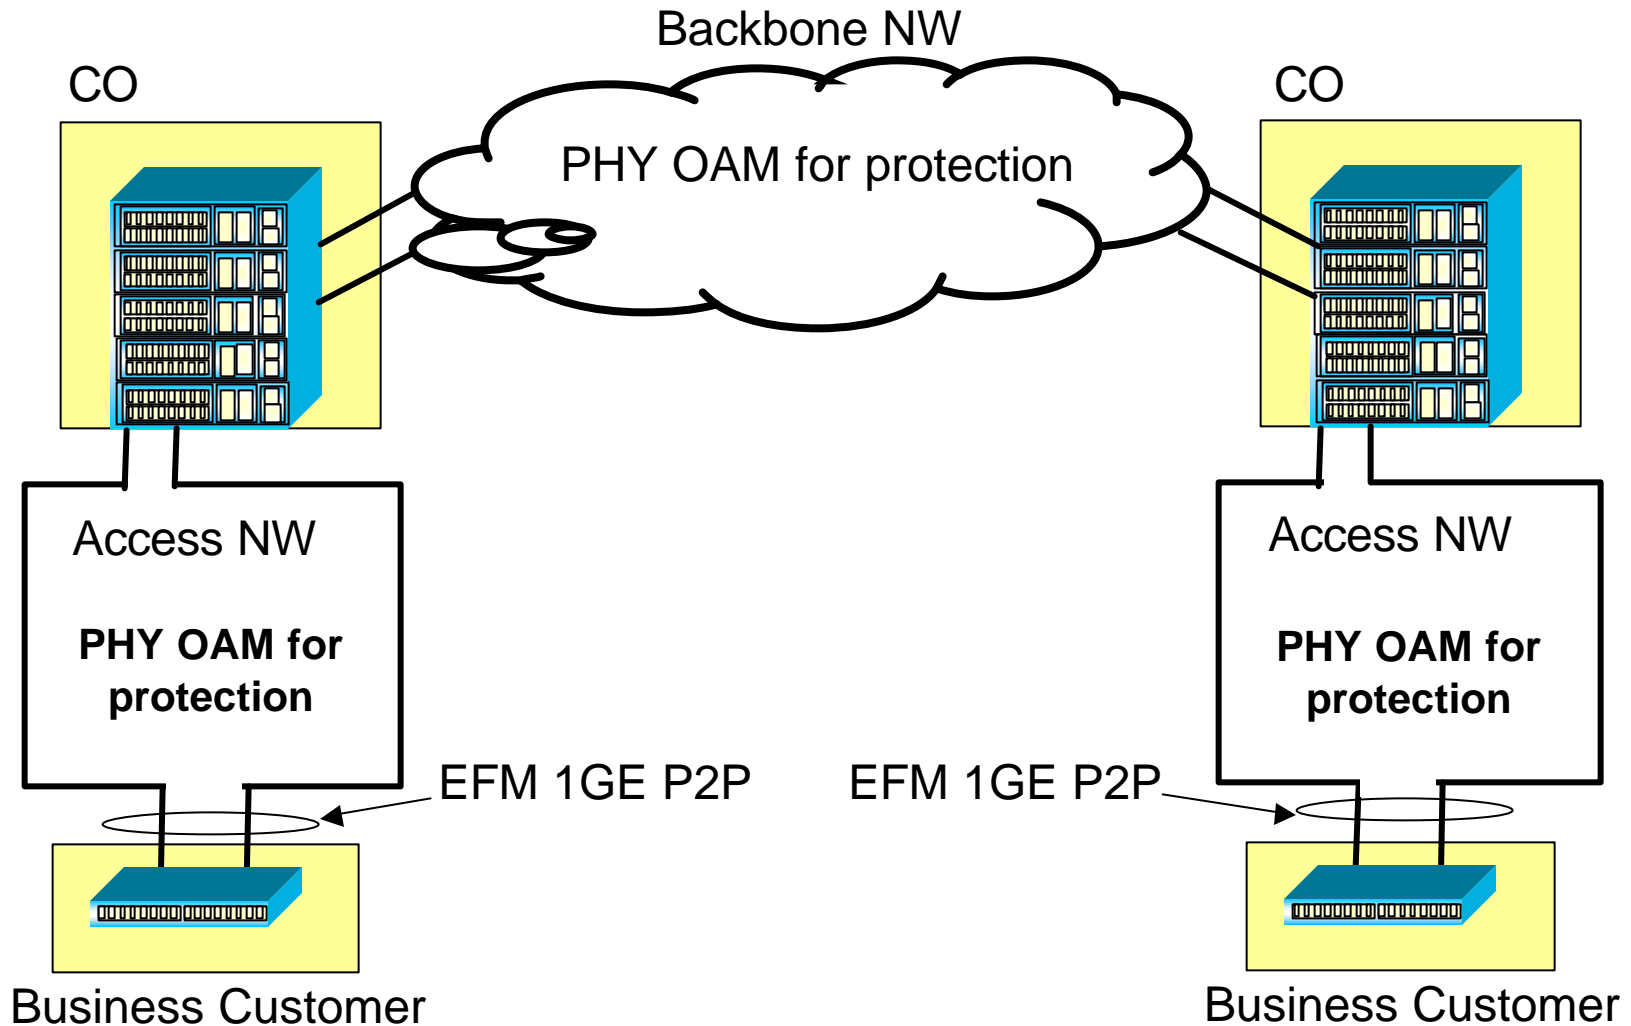 Backbone NW
CO
CO
PHY OAM for protection
Access NW
Access NW
PHY OAM for
protection
PHY OAM for
protection
EFM 1GE P2P
EFM 1GE P2P
Business Customer
Business Customer